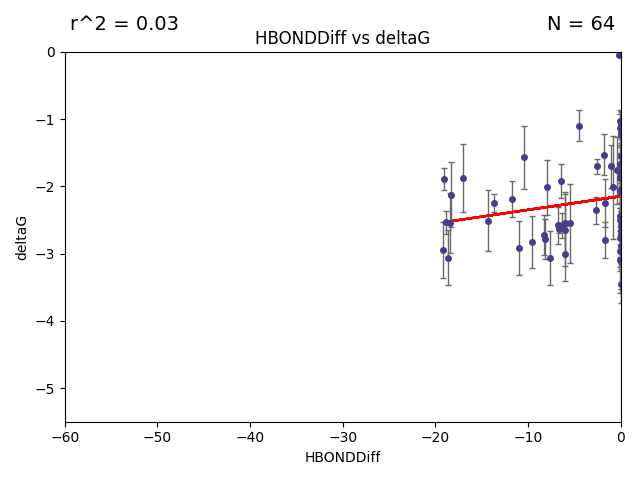 r^2 = 0.03
N = 64
HBONDDiff vs deltaG
deltaG
0
−1
−2
−3
−4
−5
−60
−50
−40
−30
−20
−10
0
HBONDDiff